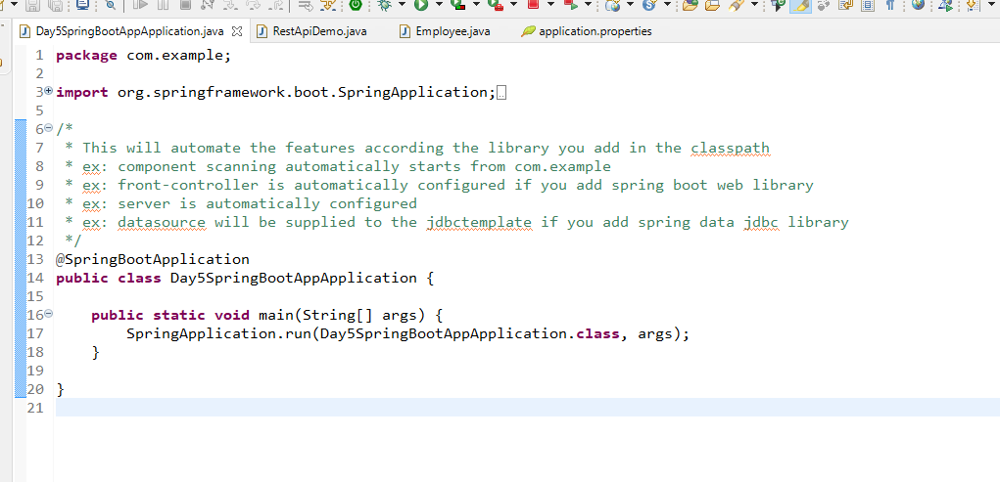 Day5SpringBootAppApplication.java RestApiDemo.java Employee.java application.properties
1 package com.example;
2
3 import org.springframework.boot.SpringApplication;
5
6 /*
7 * This will automate the features according the library you add in the classpath
8 * ex: component scanning automatically starts from com.example
9 * ex: front-controller is automatically configured if you add spring boot web library
10 * ex: server is automatically configured
11 * ex: datasource will be supplied to the jdbctemplate if you add spring data jdbc library
12 */
13 @SpringBootApplication
14 public class Day5SpringBootAppApplication {
15
16 public static void main(String[] args) {
17 SpringApplication.run(Day5SpringBootAppApplication.class, args);
18 }
19
20 }
21